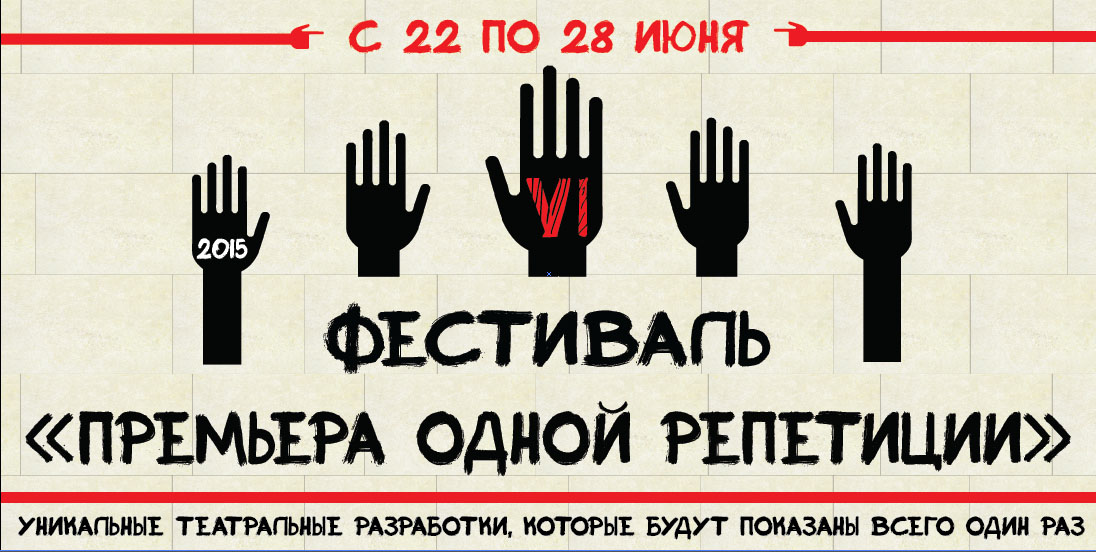 С 22 ПО 28 ИЮНЯ
VI
2015
ФЕСТИВАЛЬ
«ПРЕМЬЕРА ОДНОЙ РЕПЕТИЦИИ»
УНИКАЛЬНЫЕ ТЕАТРАЛЬНЫЕ РАЗРАБОТКИ, КОТОРЫЕ БУДУТ ПОКАЗАНЫ ВСЕГО ОДИН РАЗ